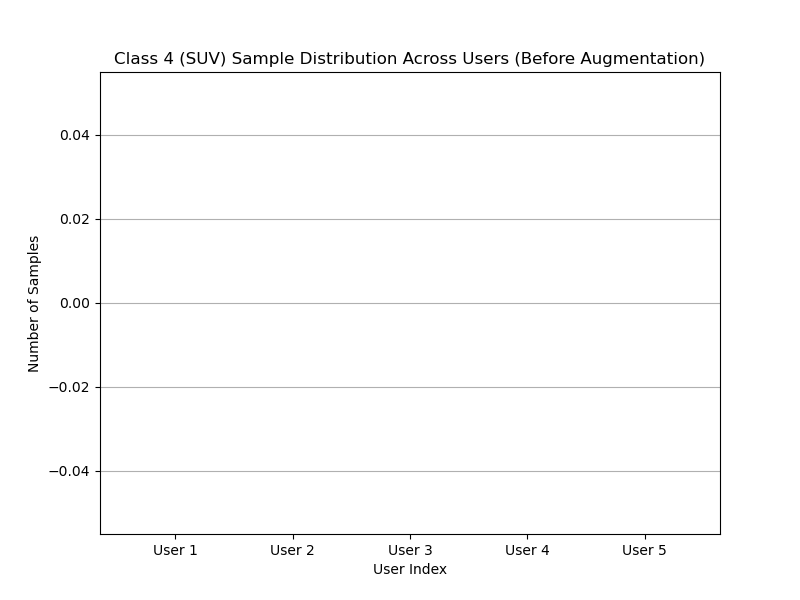 Class 4 (SUV) Sample Distribution Across Users (Before Augmentation)
0.04
0.02
0.00
−0.02
−0.04
Number of Samples
User 1 User 2 User 3 User 4 User 5
User Index